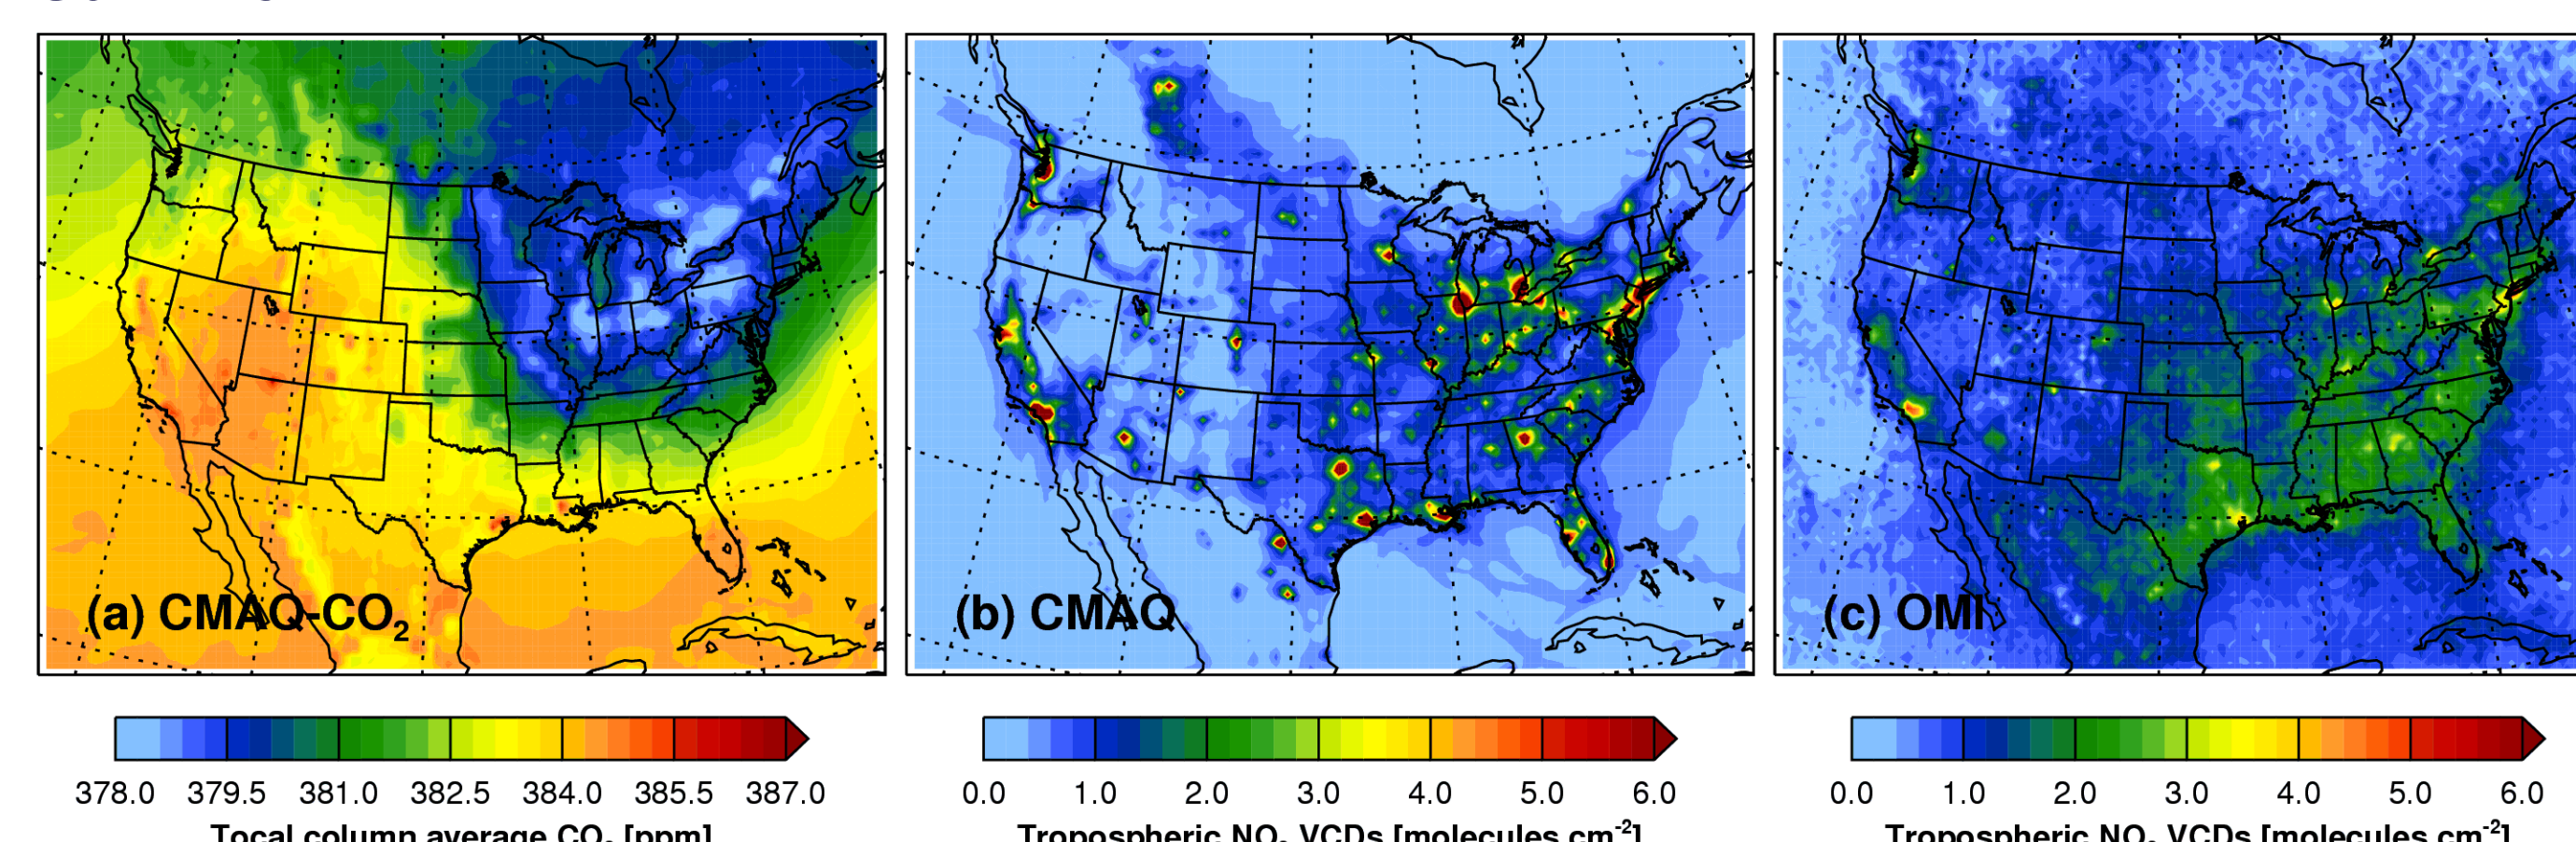 (a) CMAQ-CO₂
(b) CMAQ
(c) OMI
378.0 379.5 381.0 382.5 384.0 385.5 387.0
0.0 1.0 2.0 3.0 4.0 5.0 6.0
0.0 1.0 2.0 3.0 4.0 5.0 6.0
Tocal column average CO₂ [ppm]
Tropospheric NO₂ VCDs [molecules cm⁻²]
Tropospheric NO₂ VCDs [molecules cm⁻²]